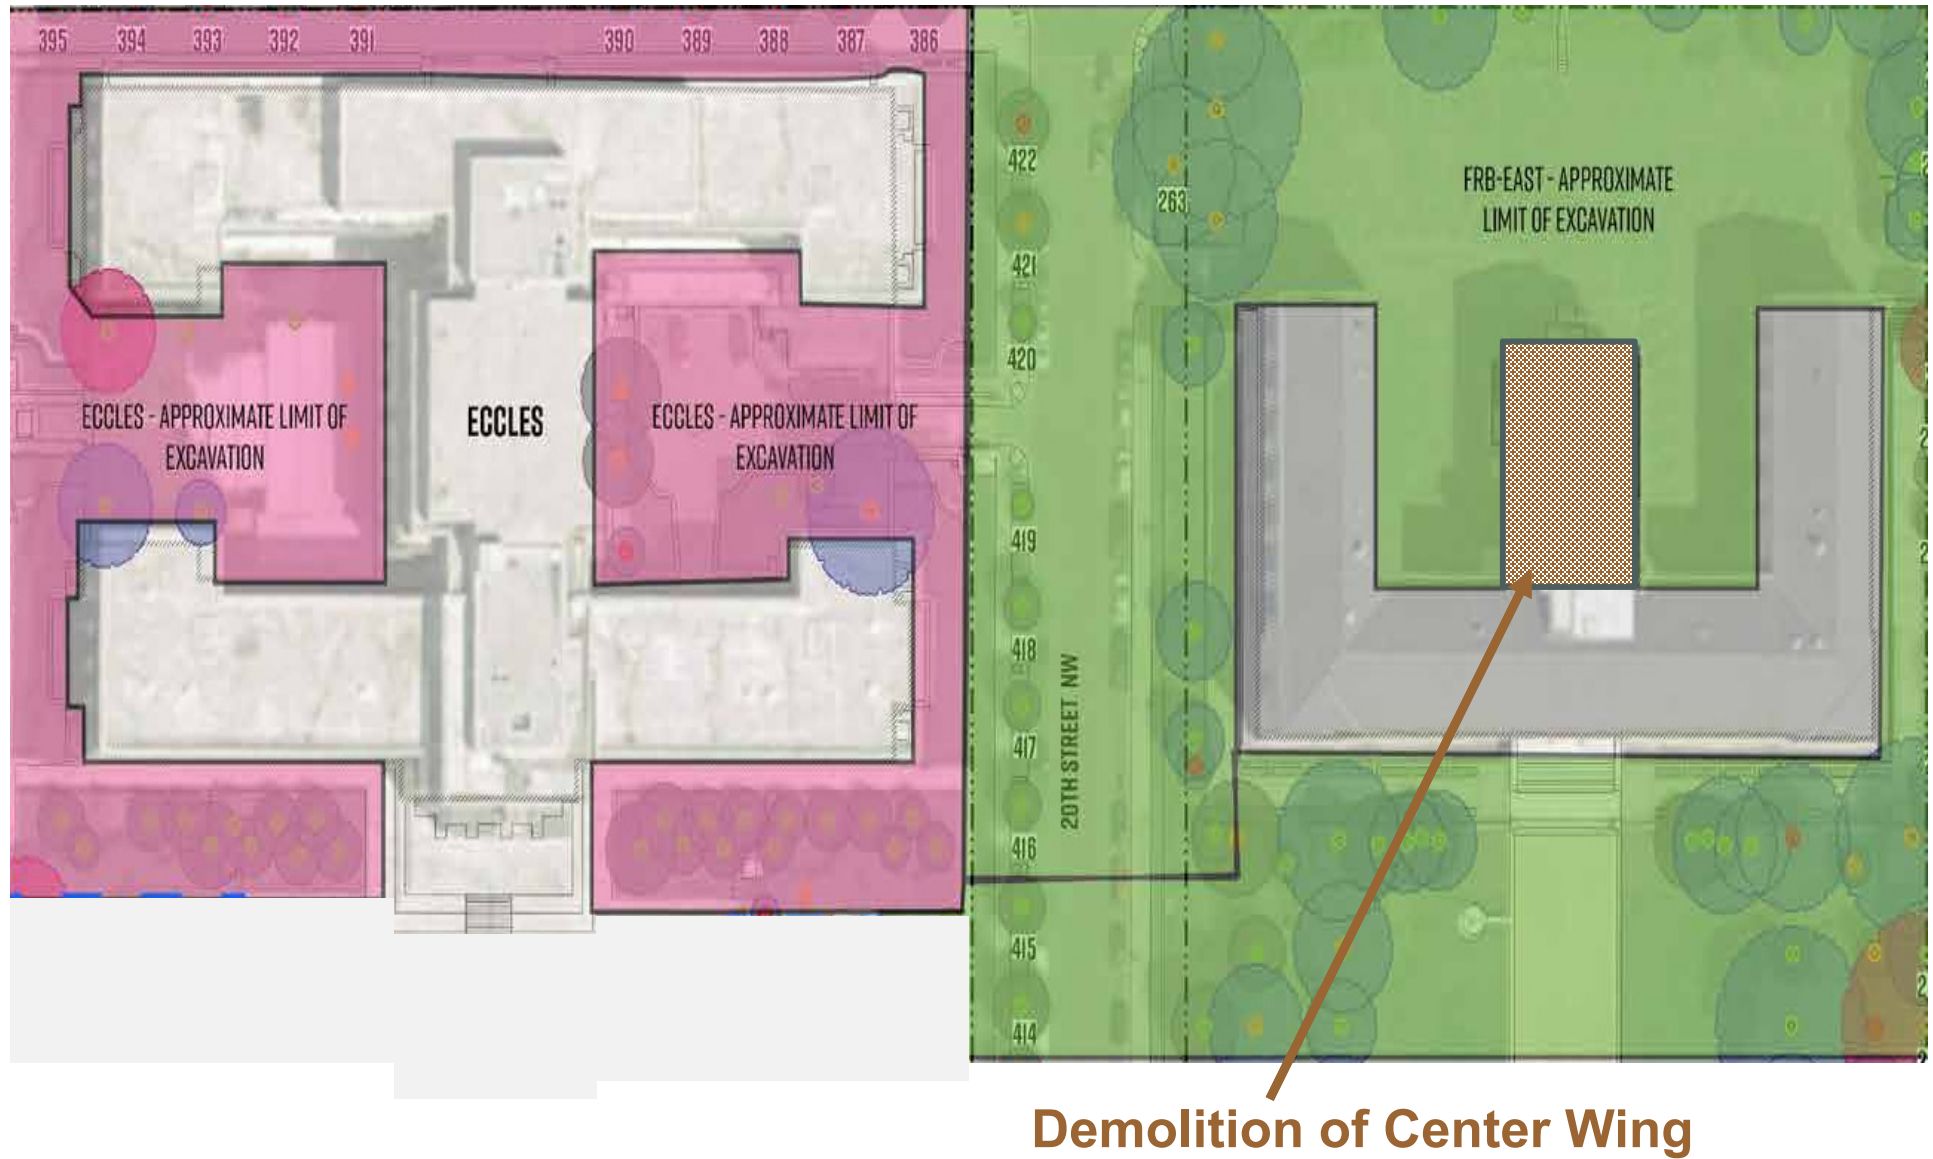 395 394 393 392 391 390 389 388 387 386
422
263
FRB-EAST - APPROXIMATE
LIMIT OF EXCAVATION
421
420
ECCLES - APPROXIMATE LIMIT OF
EXCAVATION
ECCLES
ECCLES - APPROXIMATE LIMIT OF
EXCAVATION
419
418
20TH STREET NW
417
416
415
414
Demolition of Center Wing